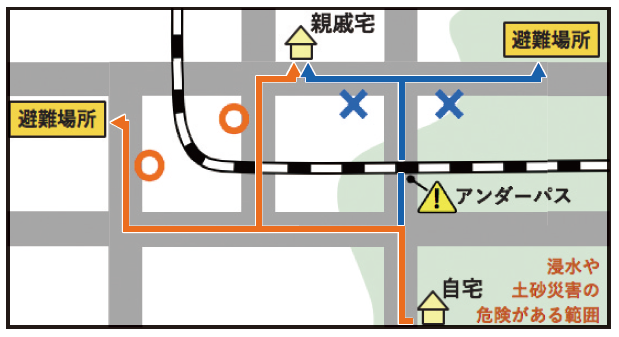 親戚宅
避難場所
避難場所
アンダーパス
自宅
浸水や
土砂災害の
危険がある範囲